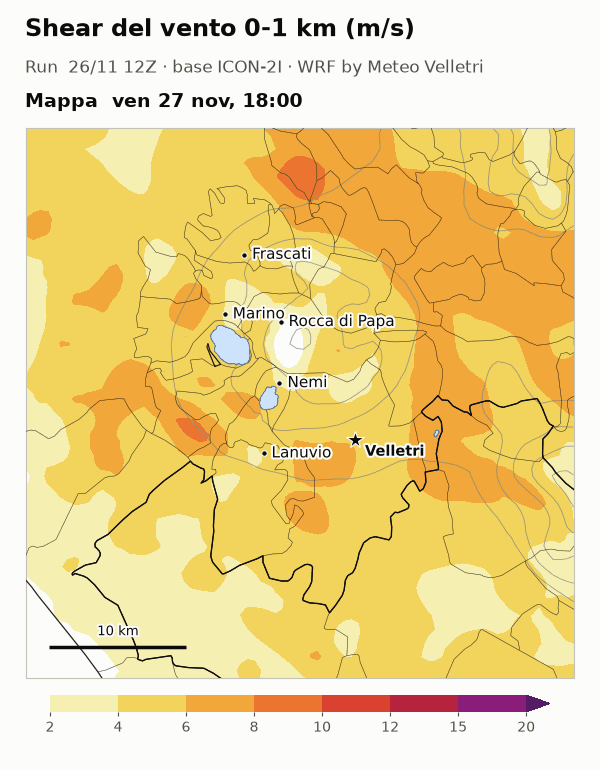 Shear del vento 0-1 km (m/s)
Run  26/11 12Z · base ICON-2I · WRF by Meteo Velletri
Mappa  ven 27 nov, 18:00
Frascati
Marino
Rocca di Papa
Nemi
Velletri
Lanuvio
10 km
2 4 6 8 10 12 15 20